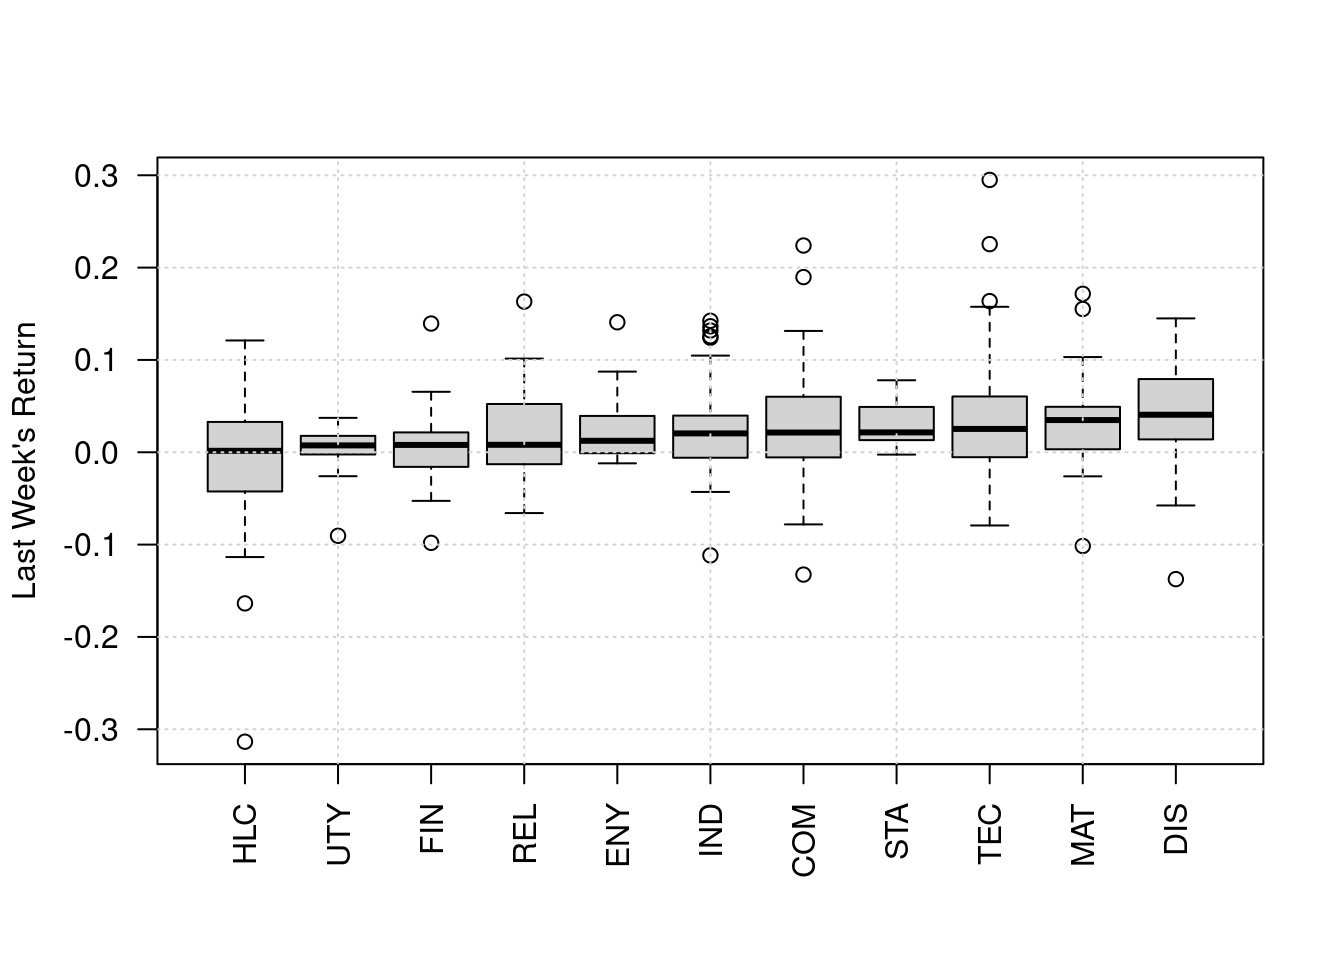 Last Week's Return
0.3
0.2
0.1
0.0
-0.1
-0.2
-0.3
HLC
UTY
FIN
REL
ENY
IND
COM
STA
TEC
MAT
DIS